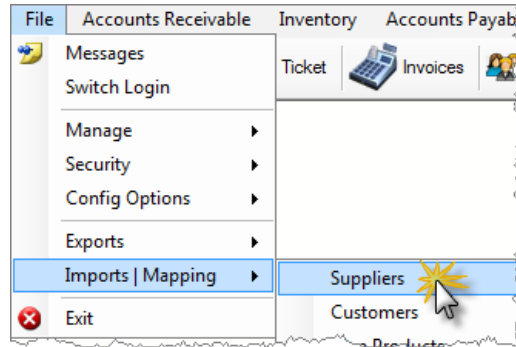 File Accounts Receivable Inventory Accounts Payab
Messages
Ticket Invoices
Switch Login
Manage
Security
Config Options
Exports
Imports | Mapping
Suppliers
Customers
Exit
Products